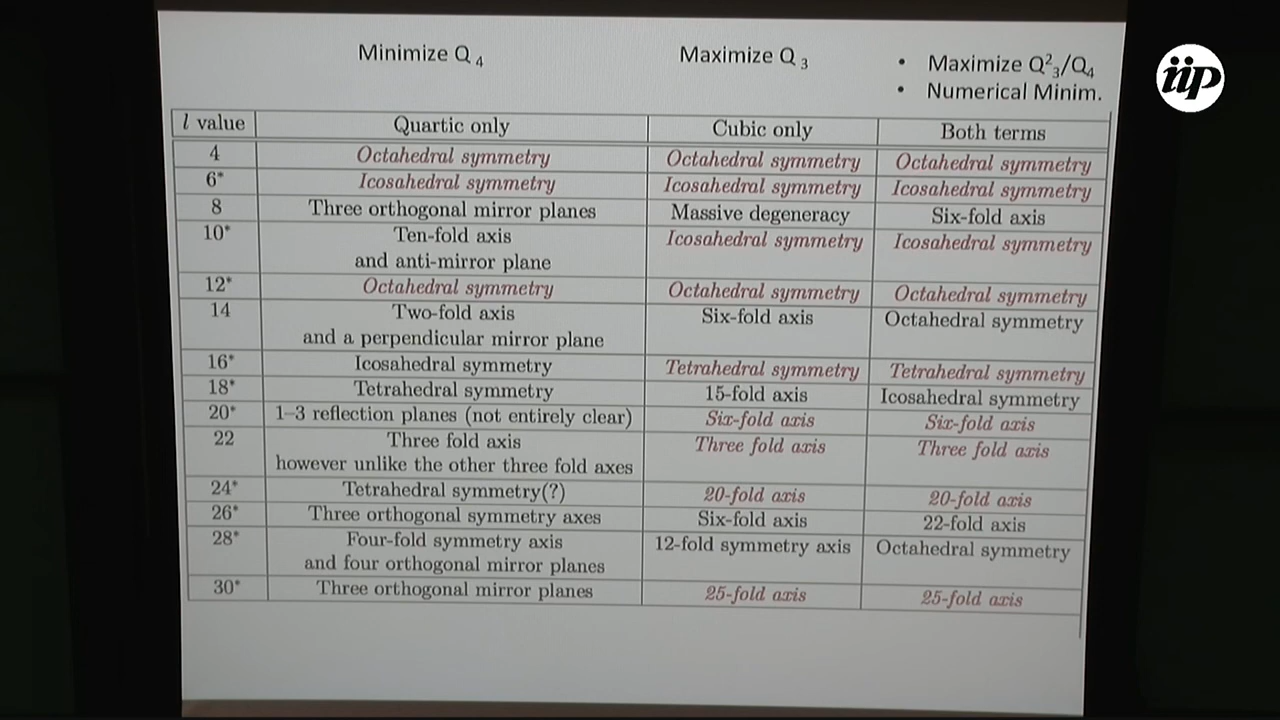 Minimize Q 4
Maximize Q 3
• Maximize Q²3/Q4
• Numerical Minim.
iip
l value Quartic only Cubic only Both terms
4 Octahedral symmetry Octahedral symmetry Octahedral symmetry
6* Icosahedral symmetry Icosahedral symmetry Icosahedral symmetry
8 Three orthogonal mirror planes Massive degeneracy Six-fold axis
10* Ten-fold axis Icosahedral symmetry Icosahedral symmetry
and anti-mirror plane
12* Octahedral symmetry Octahedral symmetry Octahedral symmetry
14 Two-fold axis Six-fold axis Octahedral symmetry
and a perpendicular mirror plane
16* Icosahedral symmetry Tetrahedral symmetry Tetrahedral symmetry
18* Tetrahedral symmetry 15-fold axis Icosahedral symmetry
20* 1–3 reflection planes (not entirely clear) Six-fold axis Six-fold axis
22 Three fold axis Three fold axis Three fold axis
however unlike the other three fold axes
24* Tetrahedral symmetry(?) 20-fold axis 20-fold axis
26* Three orthogonal symmetry axes Six-fold axis 22-fold axis
28* Four-fold symmetry axis 12-fold symmetry axis Octahedral symmetry
and four orthogonal mirror planes
30* Three orthogonal mirror planes 25-fold axis 25-fold axis